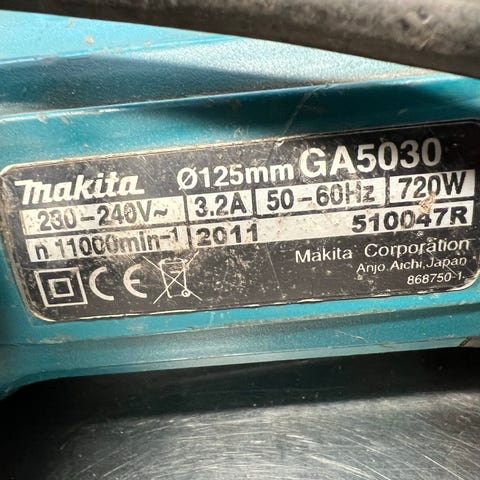 makita Ø125mm GA5030
230-240V~ 3.2A 50-60Hz 720W
n 11000min-1 2011 510047R
Makita Corporation
Anjo, Aichi, Japan
868750-1
CE